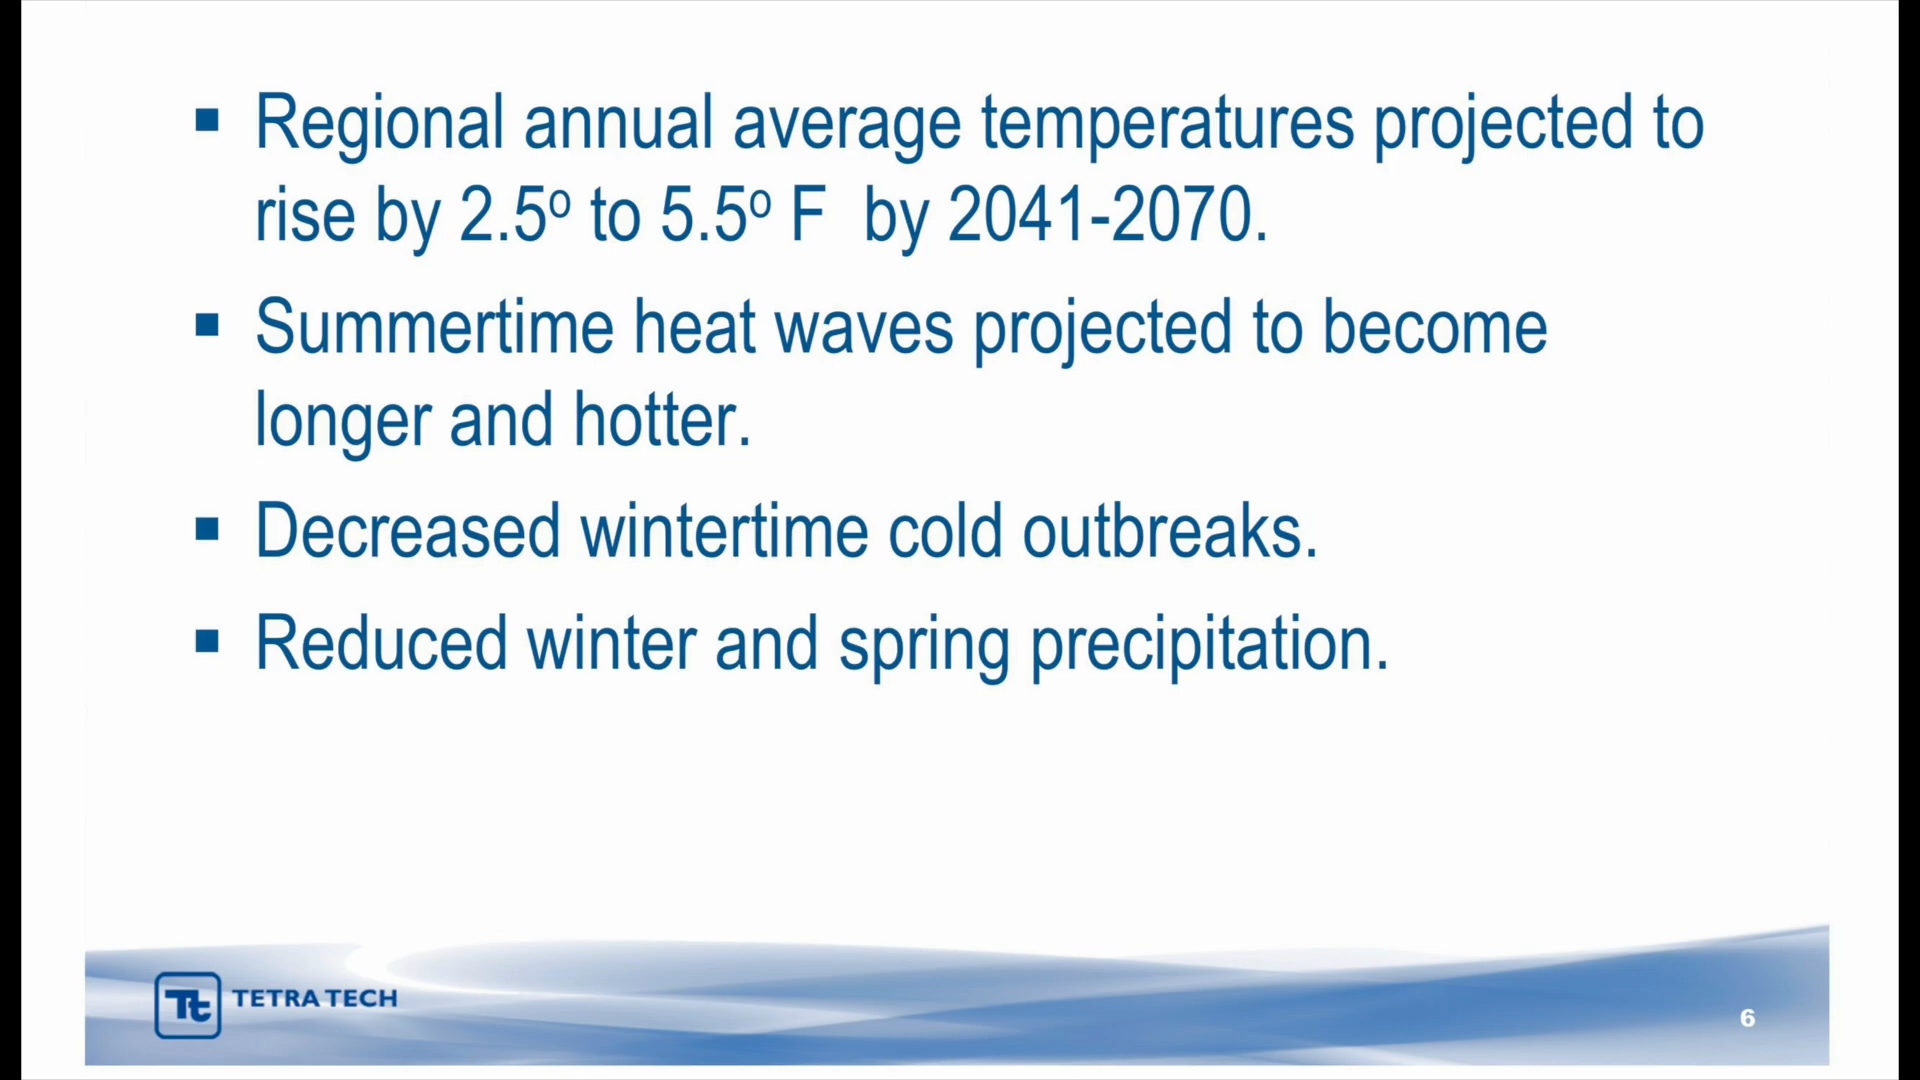 ▪ Regional annual average temperatures projected to
rise by 2.5º to 5.5º F  by 2041-2070.
▪ Summertime heat waves projected to become
longer and hotter.
▪ Decreased wintertime cold outbreaks.
▪ Reduced winter and spring precipitation.
Tt TETRA TECH
6